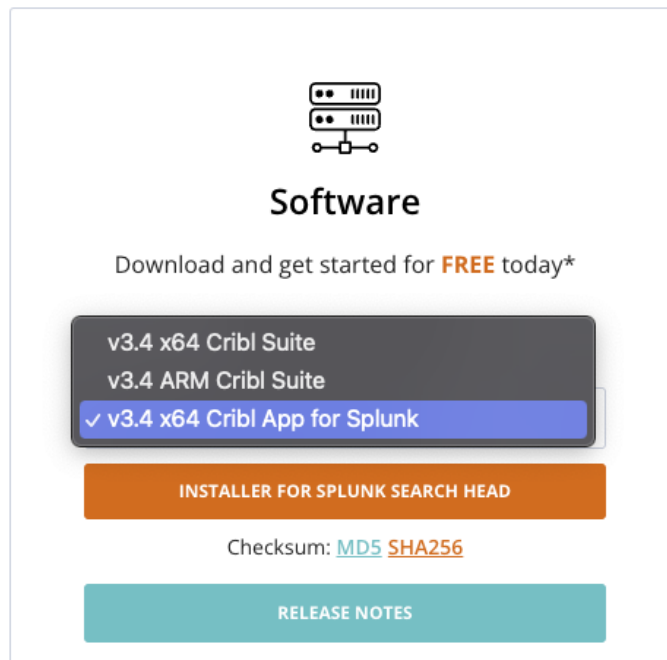 Software
Download and get started for FREE today*
v3.4 x64 Cribl Suite
v3.4 ARM Cribl Suite
✓ v3.4 x64 Cribl App for Splunk
INSTALLER FOR SPLUNK SEARCH HEAD
Checksum: MD5 SHA256
RELEASE NOTES